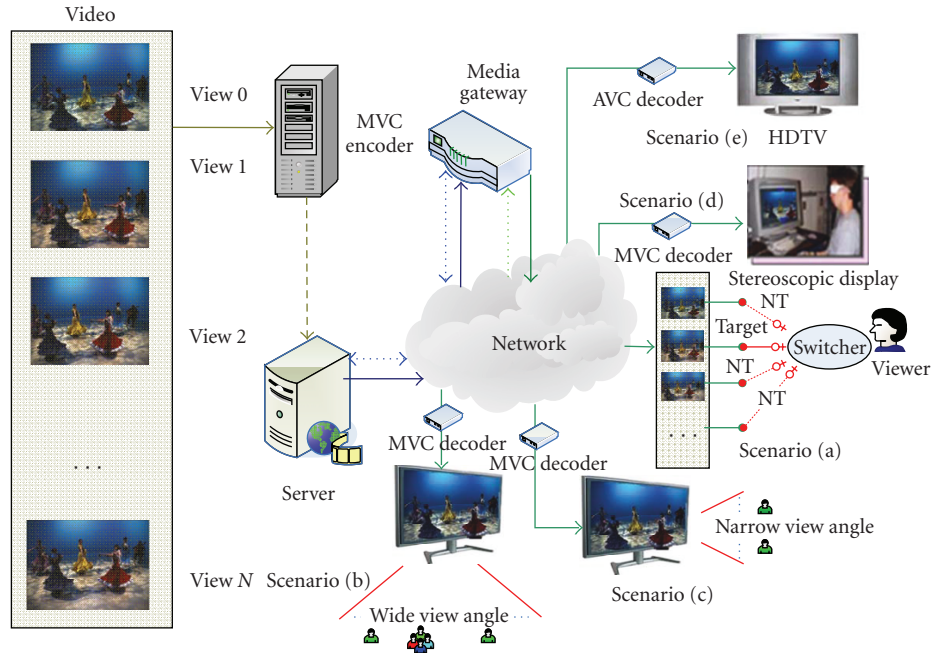 Video
View 0
View 1
View 2
. . .
View N
MVC
encoder
Media
gateway
AVC decoder
Scenario (e)
HDTV
Scenario (d)
MVC decoder
Stereoscopic display
Network
NT
Target
NT
NT
Switcher
Viewer
. . .
Scenario (a)
Server
MVC decoder
MVC decoder
Scenario (b)
Wide view angle
Scenario (c)
Narrow view angle